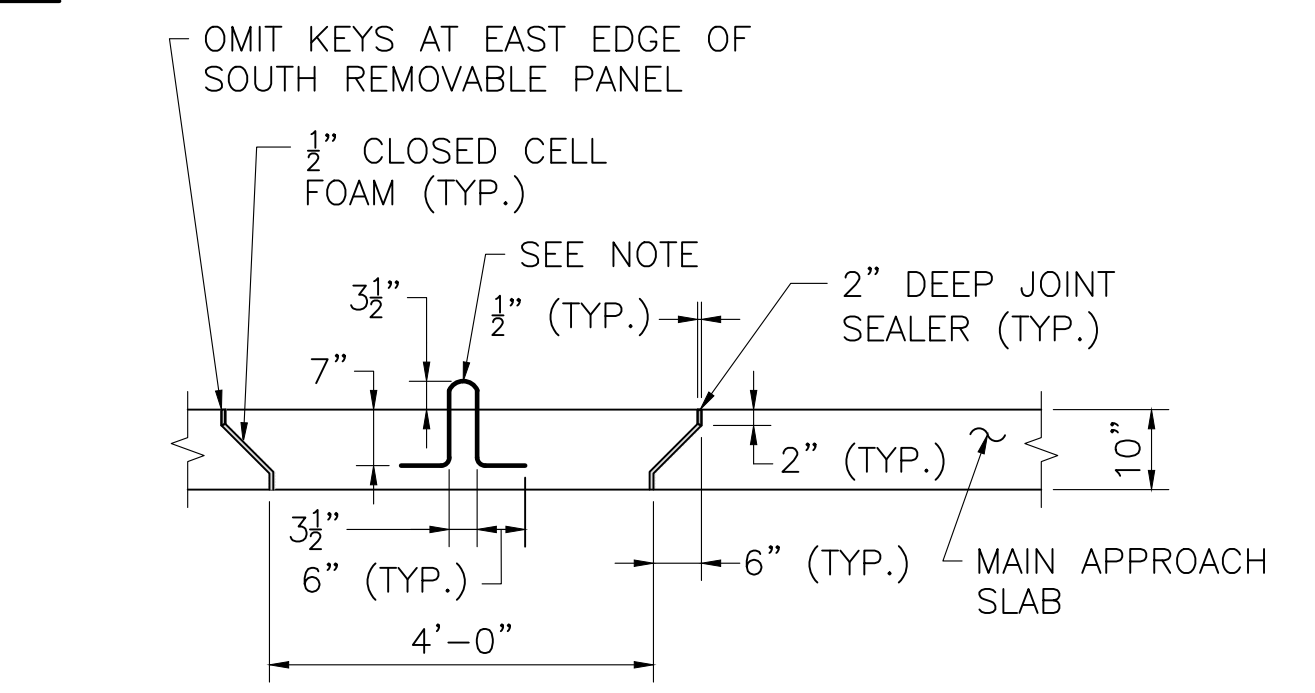 OMIT KEYS AT EAST EDGE OF
SOUTH REMOVABLE PANEL
½" CLOSED CELL
FOAM (TYP.)
SEE NOTE
3½"
½" (TYP.)
2" DEEP JOINT
SEALER (TYP.)
7"
2" (TYP.)
10"
3½"
6" (TYP.)
6" (TYP.)
MAIN APPROACH
SLAB
4'-0"